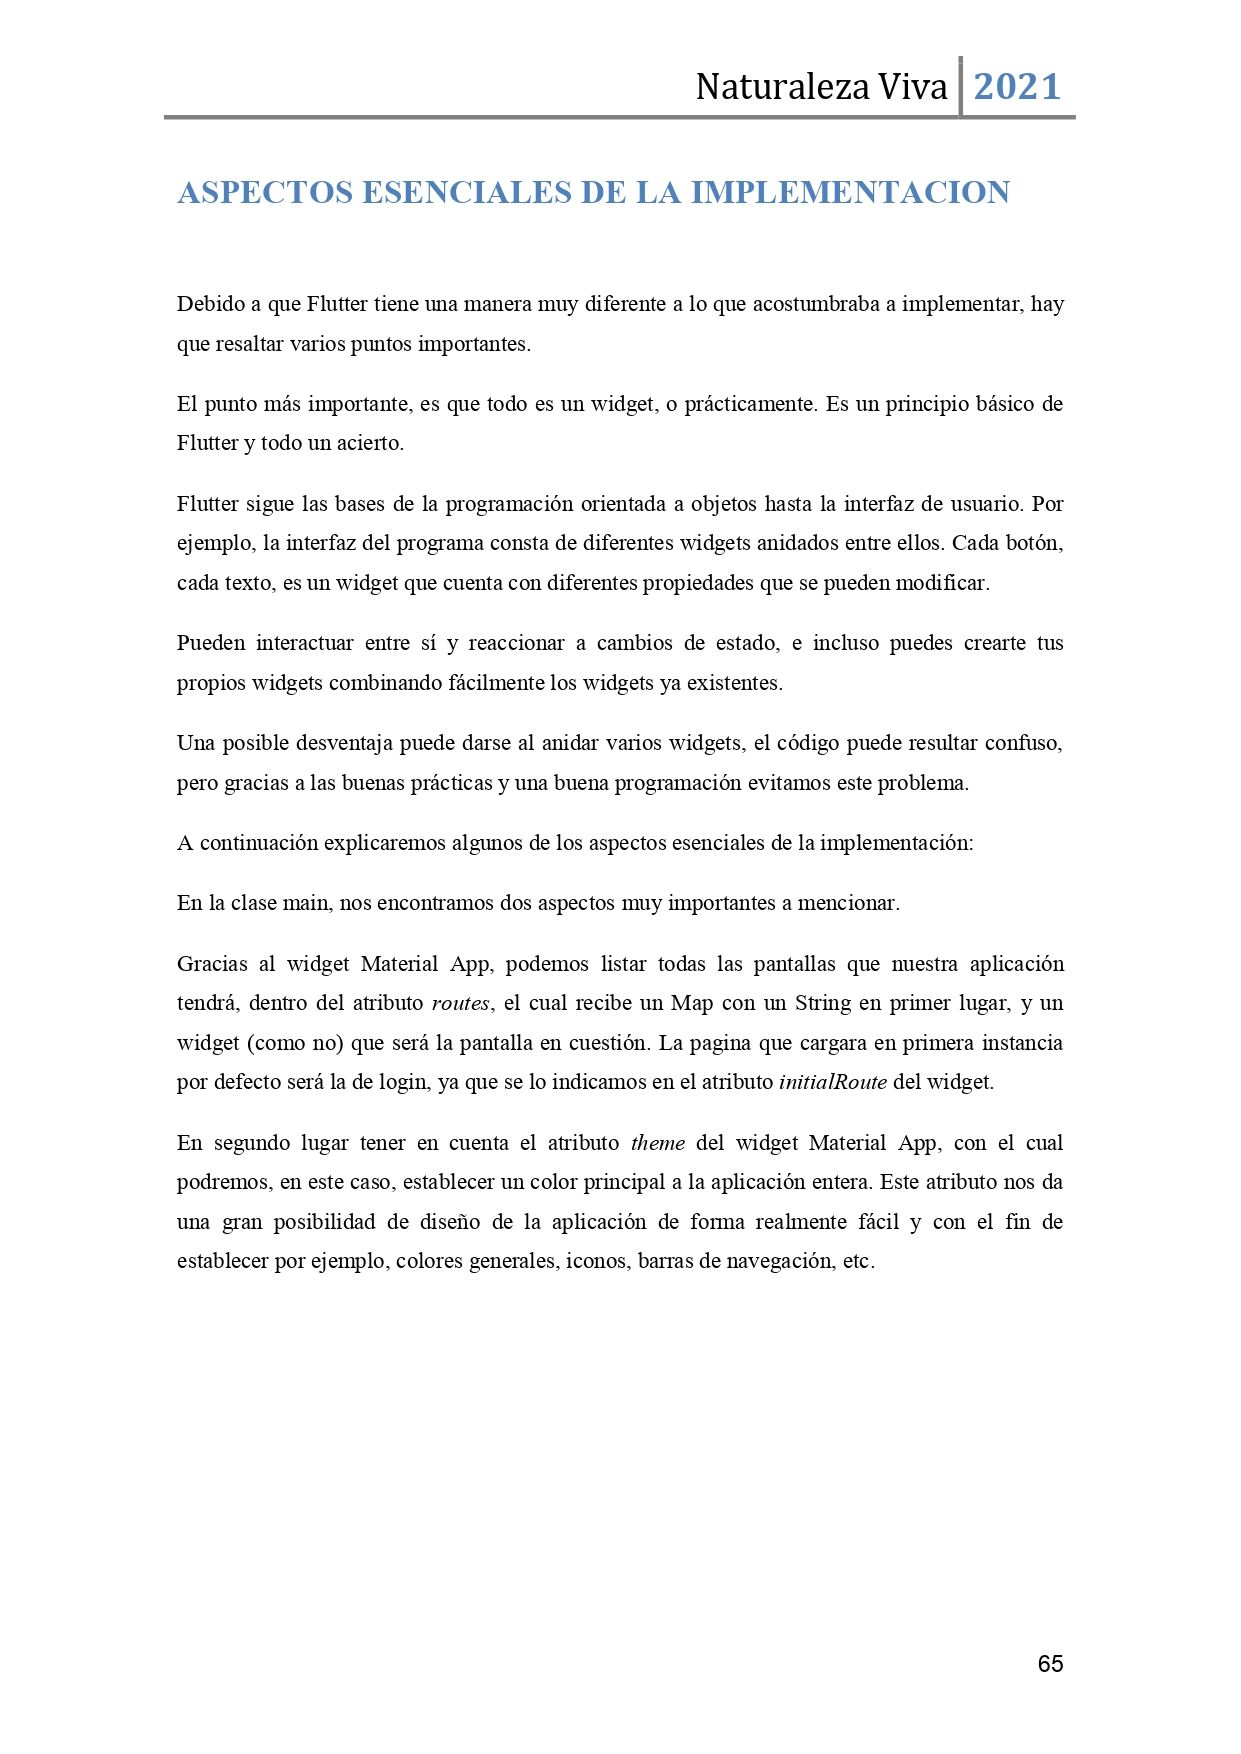 Naturaleza Viva 2021
ASPECTOS ESENCIALES DE LA IMPLEMENTACION
Debido a que Flutter tiene una manera muy diferente a lo que acostumbraba a implementar, hay
que resaltar varios puntos importantes.
El punto más importante, es que todo es un widget, o prácticamente. Es un principio básico de
Flutter y todo un acierto.
Flutter sigue las bases de la programación orientada a objetos hasta la interfaz de usuario. Por
ejemplo, la interfaz del programa consta de diferentes widgets anidados entre ellos. Cada botón,
cada texto, es un widget que cuenta con diferentes propiedades que se pueden modificar.
Pueden interactuar entre sí y reaccionar a cambios de estado, e incluso puedes crearte tus
propios widgets combinando fácilmente los widgets ya existentes.
Una posible desventaja puede darse al anidar varios widgets, el código puede resultar confuso,
pero gracias a las buenas prácticas y una buena programación evitamos este problema.
A continuación explicaremos algunos de los aspectos esenciales de la implementación:
En la clase main, nos encontramos dos aspectos muy importantes a mencionar.
Gracias al widget Material App, podemos listar todas las pantallas que nuestra aplicación
tendrá, dentro del atributo routes, el cual recibe un Map con un String en primer lugar, y un
widget (como no) que será la pantalla en cuestión. La pagina que cargara en primera instancia
por defecto será la de login, ya que se lo indicamos en el atributo initialRoute del widget.
En segundo lugar tener en cuenta el atributo theme del widget Material App, con el cual
podremos, en este caso, establecer un color principal a la aplicación entera. Este atributo nos da
una gran posibilidad de diseño de la aplicación de forma realmente fácil y con el fin de
establecer por ejemplo, colores generales, iconos, barras de navegación, etc.
65